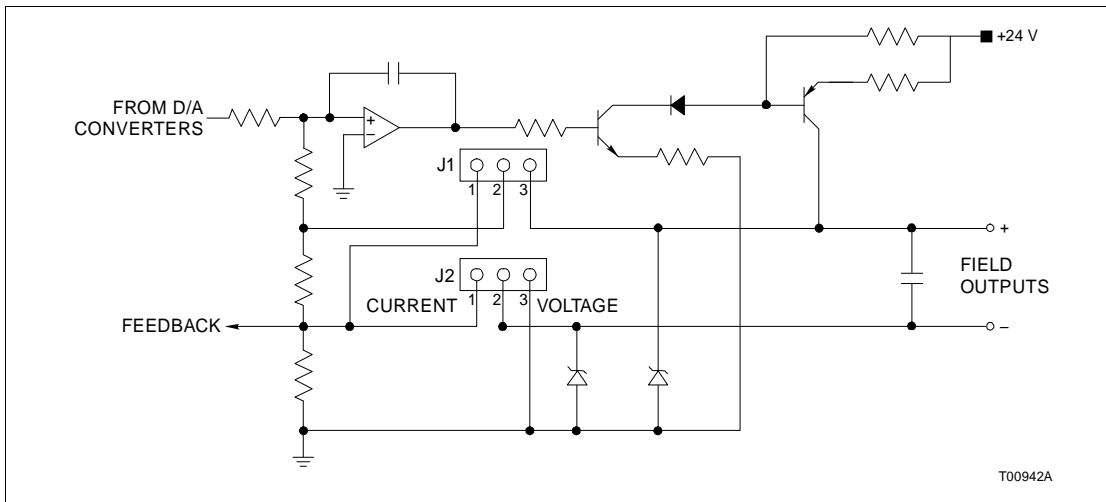 +24 V
FROM D/A
CONVERTERS
+
−
J1
1 2 3
+
J2
FIELD
OUTPUTS
CURRENT
1 2 3
VOLTAGE
FEEDBACK
−
T00942A